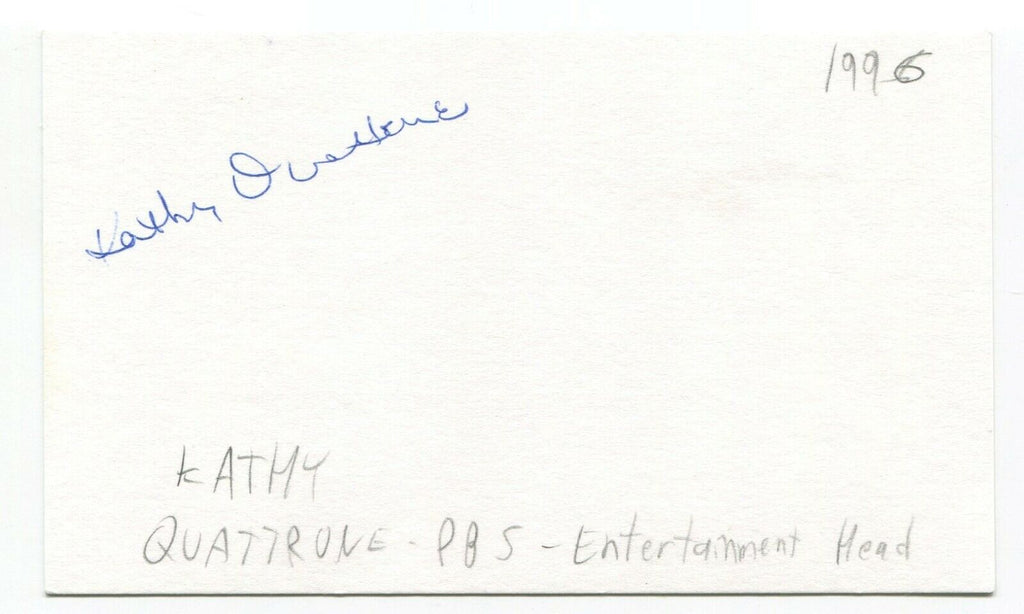 1996
Kathy Quattrone
KATHY
QUATTRONE - PBS - Entertainment Head